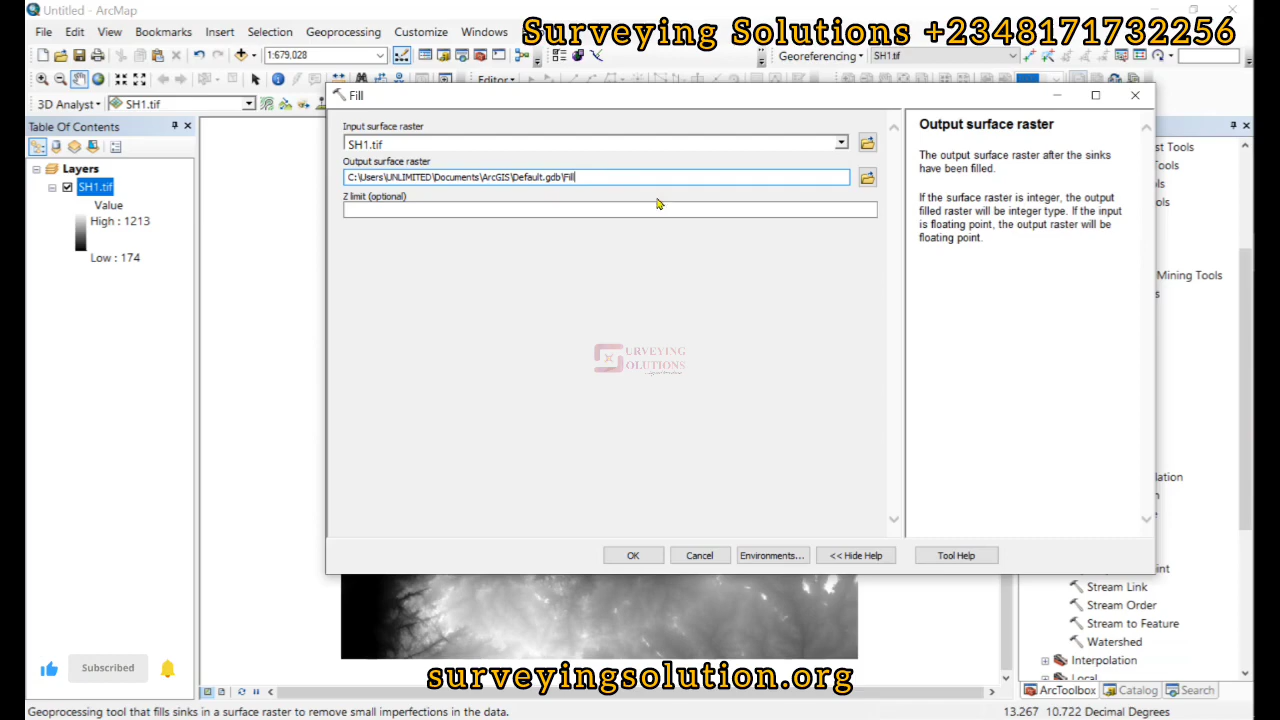 Untitled - ArcMap
Surveying Solutions +2348171732256
File Edit View Bookmarks Insert Selection Geoprocessing Customize Windows
1:679,028
Georeferencing SH1.tif
Editor
3D Analyst SH1.tif
Fill
Table Of Contents
Layers
SH1.tif
Value
High : 1213
Low : 174
Input surface raster
SH1.tif
Output surface raster
C:\Users\UNLIMITED\Documents\ArcGIS\Default.gdb\Fill
Z limit (optional)
Output surface raster
The output surface raster after the sinks
have been filled.
If the surface raster is integer, the output
filled raster will be integer type. If the input
is floating point, the output raster will be
floating point.
URVEYING
OLUTIONS
OK Cancel Environments... << Hide Help Tool Help
Mining Tools
Stream Link
Stream Order
Stream to Feature
Watershed
Interpolation
ArcToolbox Catalog Search
Subscribed
surveyingsolution.org
Geoprocessing tool that fills sinks in a surface raster to remove small imperfections in the data.
13.267 10.722 Decimal Degrees